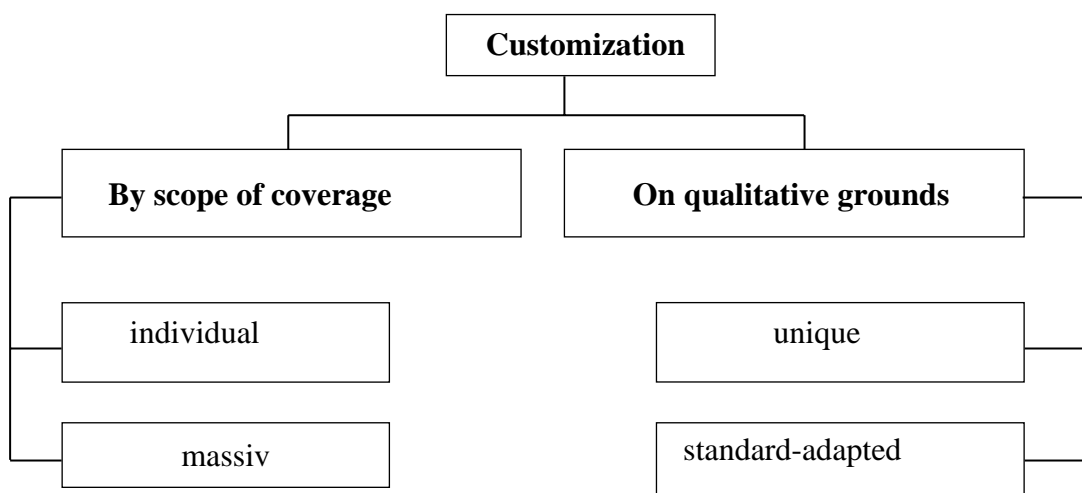 Customization
By scope of coverage
On qualitative grounds
individual
unique
massiv
standard-adapted